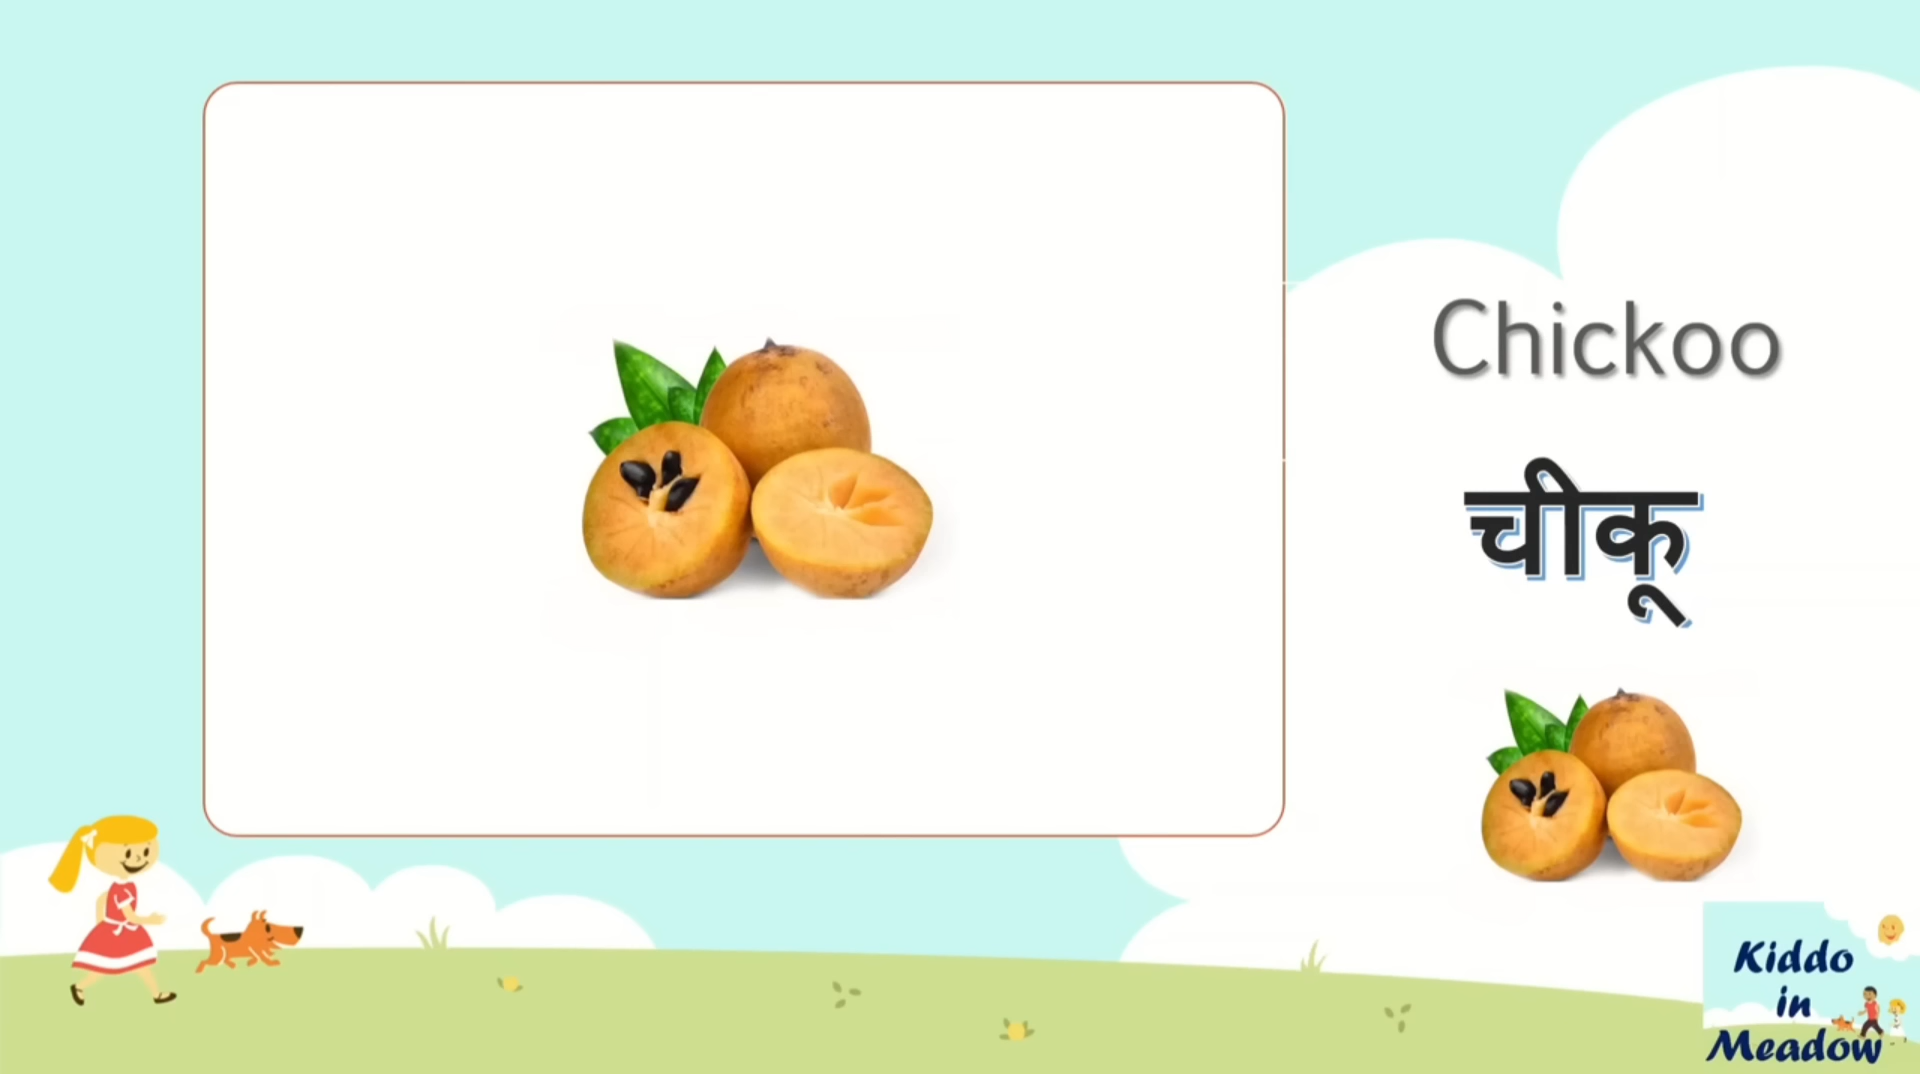 Chickoo
चीकू
Kiddo
in
Meadow